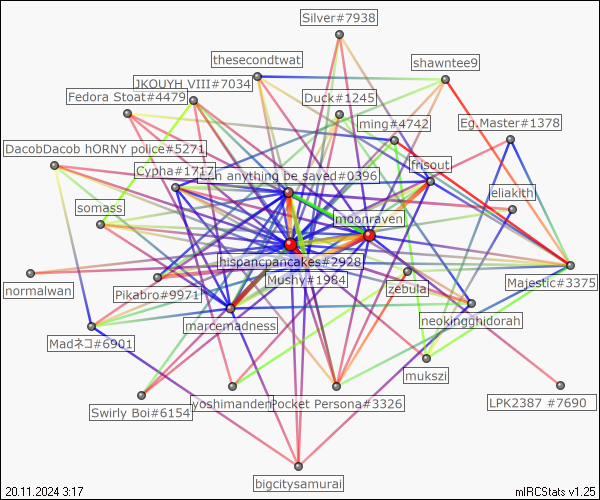 Silver#7938
thesecondtwat
shawntee9
JKOUYH_VIII#7034
Fedora Stoat#4479
Duck#1245
ming#4742
Eg.Master#1378
DacobDacob hORNY police#5271
Cypha#1717
n anything be saved#0396
frisout
eliakith
somass
moonraven
hispancpancakes#2928
Mushy#1984
Majestic#3375
normalwan
Pikabro#9971
zebula
marcemadness
neokingghidorah
Madネコ#6901
mukszi
Swirly Boi#6154
yoshimanden
Pocket Persona#3326
LPK2387 #7690
bigcitysamurai
20.11.2024 3:17
mIRCStats v1.25